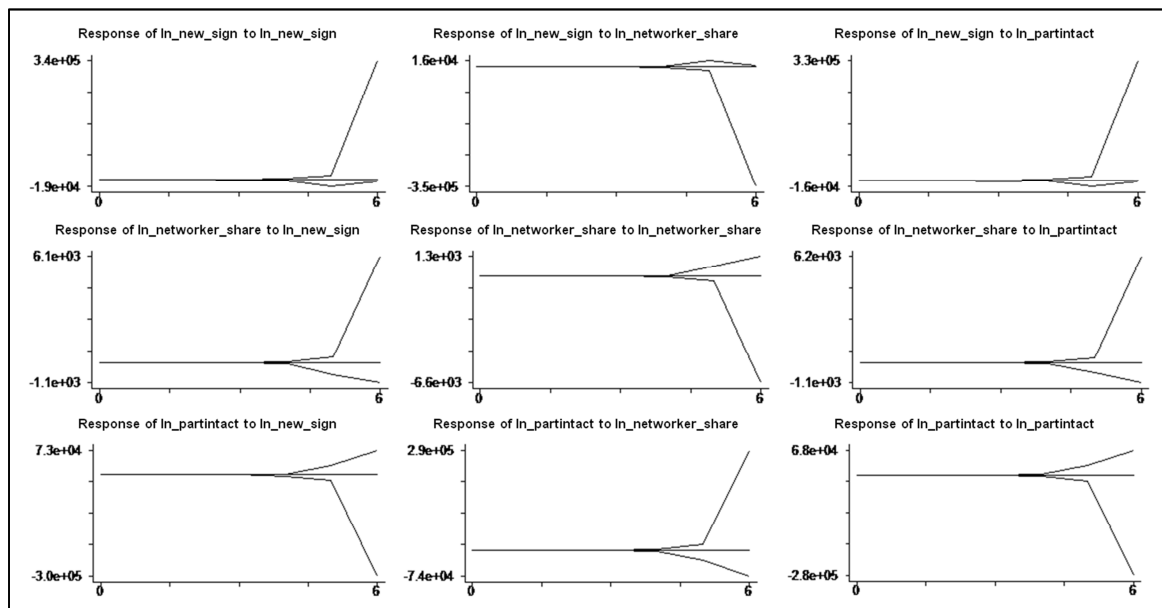 Response of ln_new_sign to ln_new_sign
Response of ln_new_sign to ln_networker_share
Response of ln_new_sign to ln_partintact
3.4e+05
-1.9e+04
0
6
1.6e+04
-3.5e+05
0
6
3.3e+05
-1.6e+04
0
6
Response of ln_networker_share to ln_new_sign
Response of ln_networker_share to ln_networker_share
Response of ln_networker_share to ln_partintact
6.1e+03
-1.1e+03
0
6
1.3e+03
-6.6e+03
0
6
6.2e+03
-1.1e+03
0
6
Response of ln_partintact to ln_new_sign
Response of ln_partintact to ln_networker_share
Response of ln_partintact to ln_partintact
7.3e+04
-3.0e+05
0
6
2.9e+05
-7.4e+04
0
6
6.8e+04
-2.8e+05
0
6